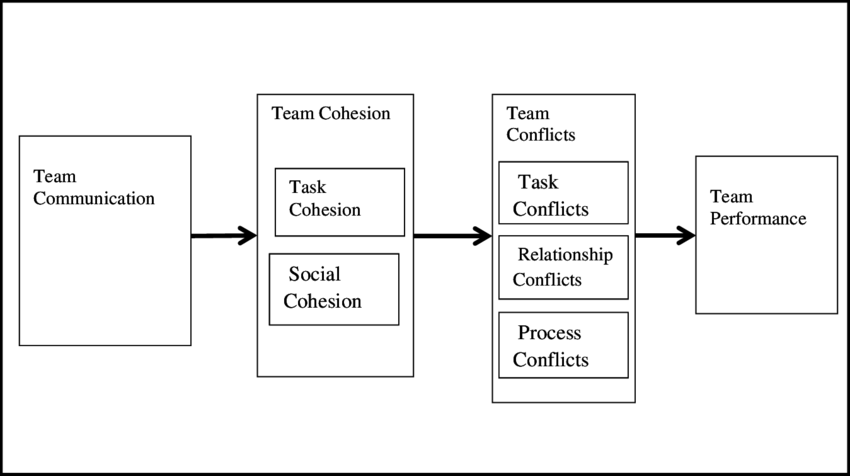 Team
Communication
Team Cohesion
Task
Cohesion
Social
Cohesion
Team
Conflicts
Task
Conflicts
Relationship
Conflicts
Process
Conflicts
Team
Performance